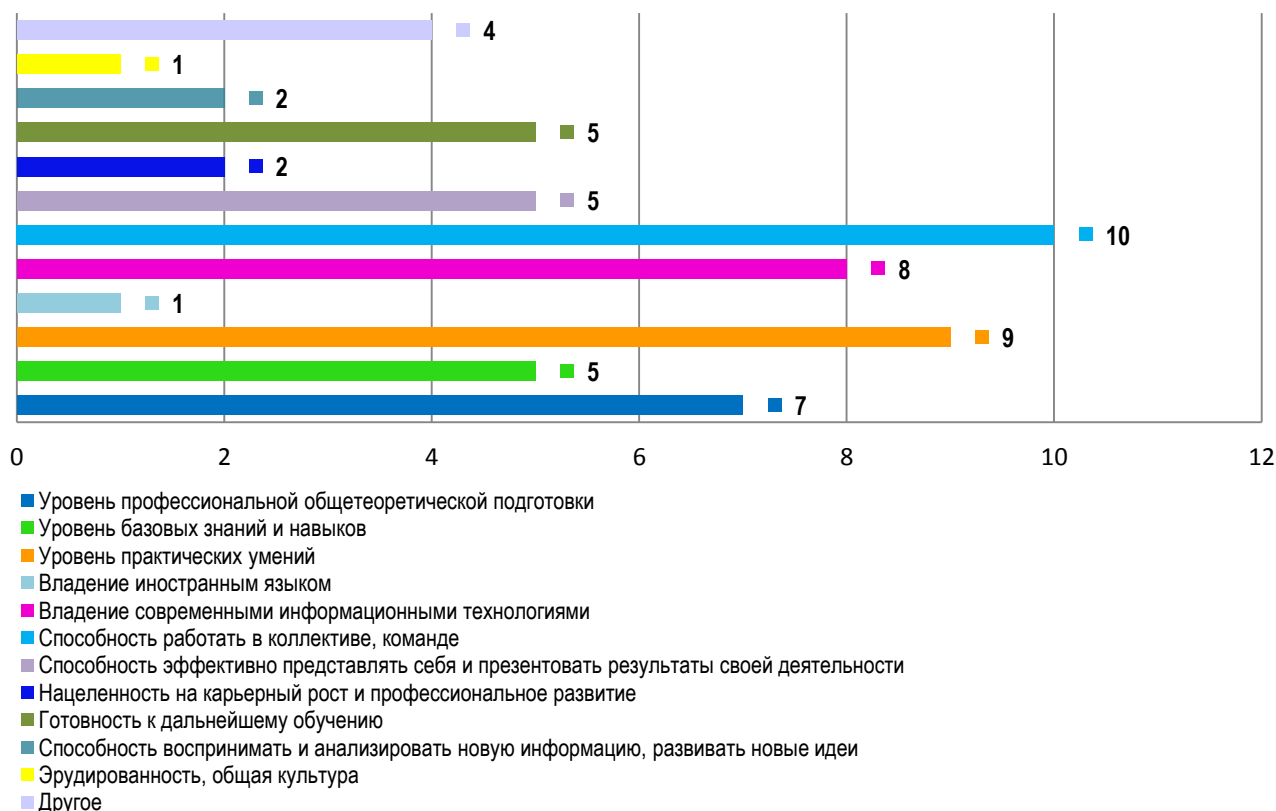 4
1
2
5
2
5
10
8
1
9
5
7
0 2 4 6 8 10 12
Уровень профессиональной общетеоретической подготовки
Уровень базовых знаний и навыков
Уровень практических умений
Владение иностранным языком
Владение современными информационными технологиями
Способность работать в коллективе, команде
Способность эффективно представлять себя и презентовать результаты своей деятельности
Нацеленность на карьерный рост и профессиональное развитие
Готовность к дальнейшему обучению
Способность воспринимать и анализировать новую информацию, развивать новые идеи
Эрудированность, общая культура
Другое